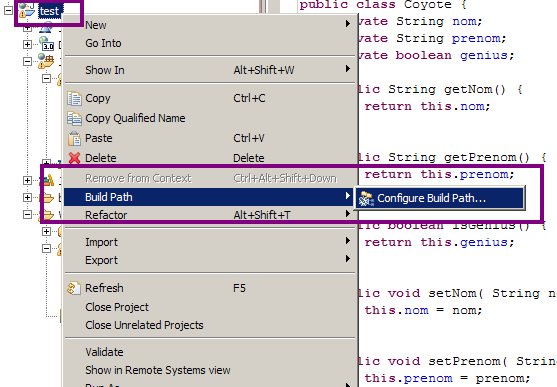 test
public class Coyote {
private String nom;
private String prenom;
private boolean genius;
New
Go Into
Show In Alt+Shift+W
Copy Ctrl+C
Copy Qualified Name
Paste Ctrl+V
Delete Delete
Remove from Context Ctrl+Alt+Shift+Down
Build Path
Configure Build Path...
Refactor Alt+Shift+T
Import
Export
Refresh F5
Close Project
Close Unrelated Projects
Validate
Show in Remote Systems view
lic String getNom() {
return this.nom;
lic String getPrenom() {
return this.prenom;
lic boolean isGenius() {
return this.genius;
lic void setNom( String n
this.nom = nom;
lic void setPrenom( Strin
this.prenom = prenom;